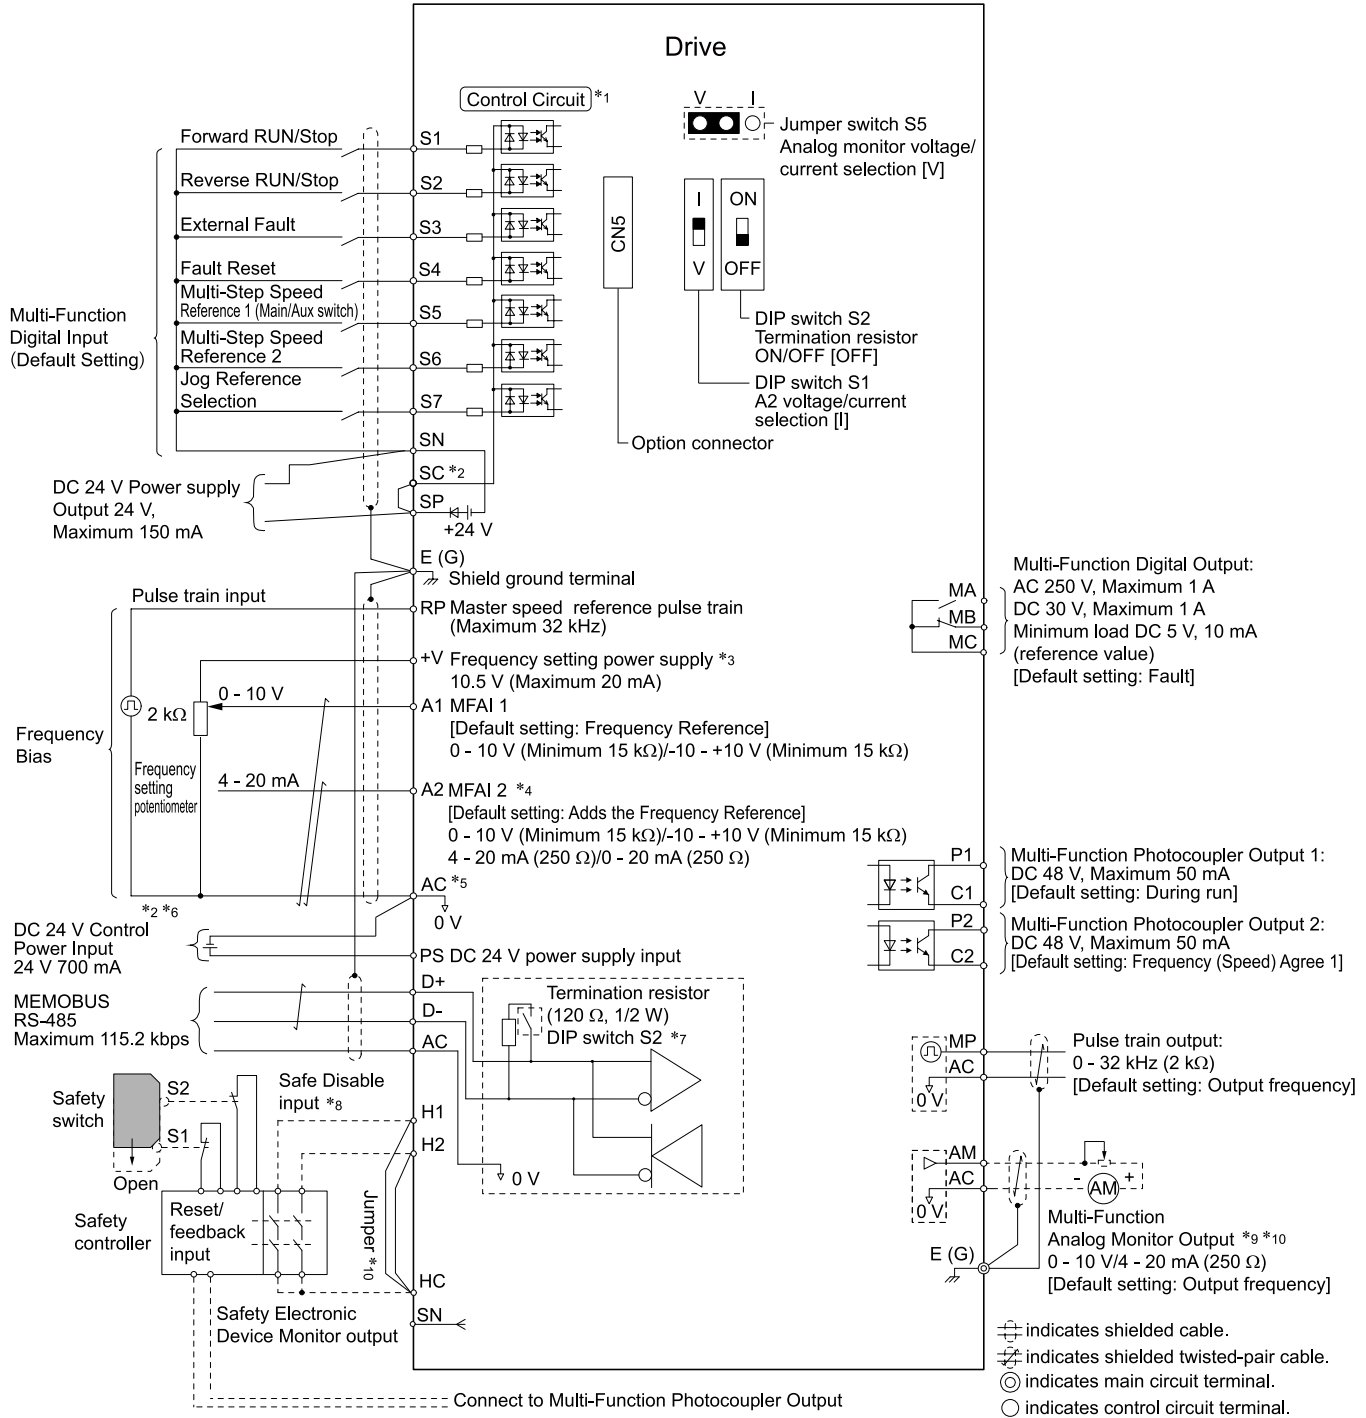 Drive
Control Circuit *1
V I
Jumper switch S5
Analog monitor voltage/
current selection [V]
Forward RUN/Stop
S1
Reverse RUN/Stop
S2
External Fault
S3
Fault Reset
S4
Multi-Step Speed
Reference 1 (Main/Aux switch)
S5
Multi-Step Speed
Reference 2
S6
Jog Reference
Selection
S7
Multi-Function
Digital Input
(Default Setting)
CN5
I
V
ON
OFF
DIP switch S2
Termination resistor
ON/OFF [OFF]
DIP switch S1
A2 voltage/current
selection [I]
Option connector
SN
SC *2
SP
+24 V
DC 24 V Power supply
Output 24 V,
Maximum 150 mA
E (G)
Shield ground terminal
Pulse train input
RP Master speed reference pulse train
(Maximum 32 kHz)
+V Frequency setting power supply *3
10.5 V (Maximum 20 mA)
0 - 10 V
2 kΩ
A1 MFAI 1
[Default setting: Frequency Reference]
0 - 10 V (Minimum 15 kΩ)/-10 - +10 V (Minimum 15 kΩ)
Frequency
Bias
Frequency
setting
potentiometer
4 - 20 mA
A2 MFAI 2 *4
[Default setting: Adds the Frequency Reference]
0 - 10 V (Minimum 15 kΩ)/-10 - +10 V (Minimum 15 kΩ)
4 - 20 mA (250 Ω)/0 - 20 mA (250 Ω)
AC *5
0 V
*2 *6
DC 24 V Control
Power Input
24 V 700 mA
PS DC 24 V power supply input
MEMOBUS
RS-485
Maximum 115.2 kbps
D+
D-
AC
Termination resistor
(120 Ω, 1/2 W)
DIP switch S2 *7
0 V
Safety
switch
S2
S1
Open
Safe Disable
input *8
H1
H2
Jumper *10
Safety
controller
Reset/
feedback
input
HC
SN
Safety Electronic
Device Monitor output
Connect to Multi-Function Photocoupler Output
MA
MB
MC
Multi-Function Digital Output:
AC 250 V, Maximum 1 A
DC 30 V, Maximum 1 A
Minimum load DC 5 V, 10 mA
(reference value)
[Default setting: Fault]
P1
C1
Multi-Function Photocoupler Output 1:
DC 48 V, Maximum 50 mA
[Default setting: During run]
P2
C2
Multi-Function Photocoupler Output 2:
DC 48 V, Maximum 50 mA
[Default setting: Frequency (Speed) Agree 1]
MP
AC
0 V
Pulse train output:
0 - 32 kHz (2 kΩ)
[Default setting: Output frequency]
AM
AC
0 V
- AM +
Multi-Function
Analog Monitor Output *9 *10
0 - 10 V/4 - 20 mA (250 Ω)
[Default setting: Output frequency]
E (G)
indicates shielded cable.
indicates shielded twisted-pair cable.
indicates main circuit terminal.
indicates control circuit terminal.